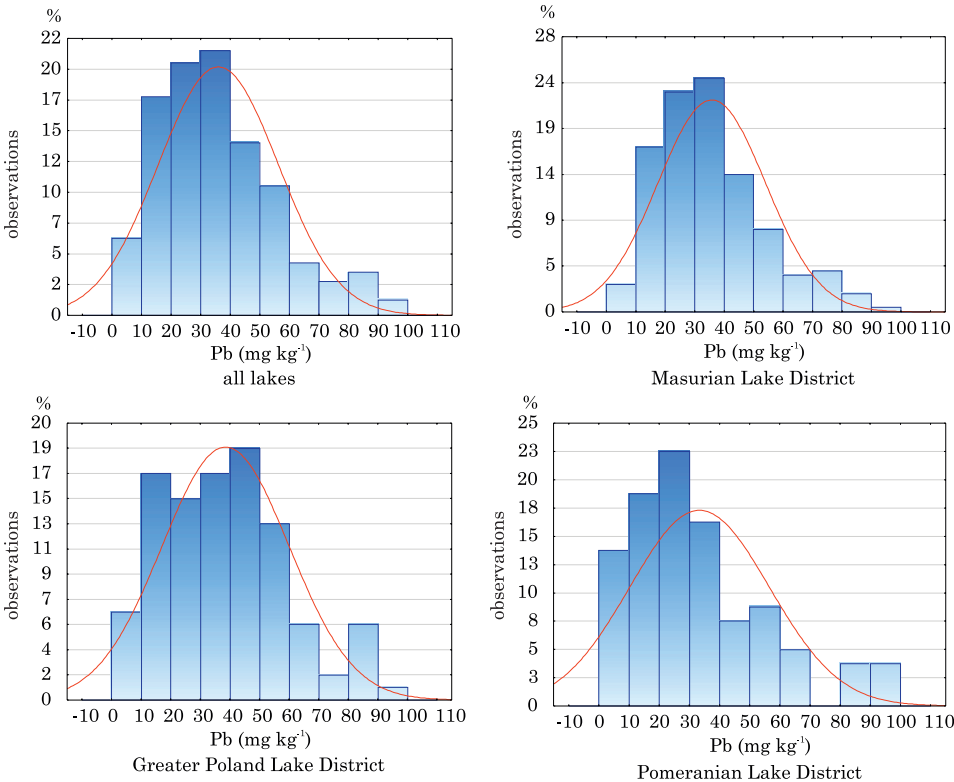 %
22
20
17
15
12
10
7
5
2
0
observations
-10 0 10 20 30 40 50 60 70 80 90 100 110
Pb (mg kg⁻¹)
all lakes
%
28
24
19
14
9
5
0
observations
-10 0 10 20 30 40 50 60 70 80 90 100 110
Pb (mg kg⁻¹)
Masurian Lake District
%
20
19
17
15
13
11
9
7
6
4
2
0
observations
-10 0 10 20 30 40 50 60 70 80 90 100 110
Pb (mg kg⁻¹)
Greater Poland Lake District
%
25
23
20
18
15
13
10
8
5
3
0
observations
-10 0 10 20 30 40 50 60 70 80 90 100 110
Pb (mg kg⁻¹)
Pomeranian Lake District